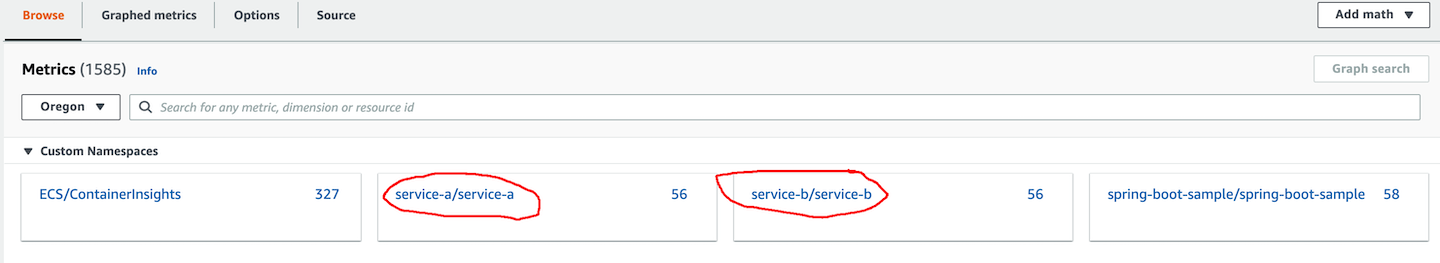 Browse Graphed metrics Options Source Add math ▼
Metrics (1585) Info Graph search
Oregon ▼ Search for any metric, dimension or resource id
▼ Custom Namespaces
ECS/ContainerInsights 327 service-a/service-a 56 service-b/service-b 56 spring-boot-sample/spring-boot-sample 58